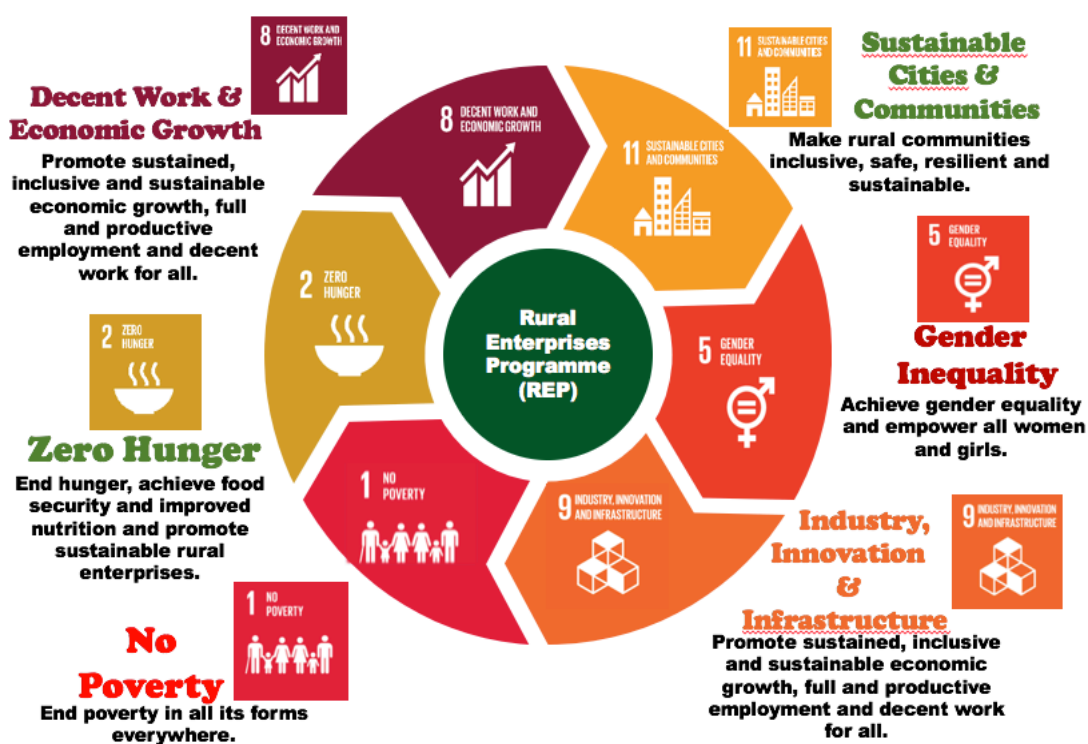 8 DECENT WORK AND
ECONOMIC GROWTH
Decent Work &
Economic Growth
Promote sustained,
inclusive and sustainable
economic growth, full
and productive
employment and decent
work for all.
2 ZERO
HUNGER
Zero Hunger
End hunger, achieve food
security and improved
nutrition and promote
sustainable rural
enterprises.
1 NO
POVERTY
No
Poverty
End poverty in all its forms
everywhere.
8 DECENT WORK AND
ECONOMIC GROWTH
11 SUSTAINABLE CITIES
AND COMMUNITIES
2 ZERO
HUNGER
Rural
Enterprises
Programme
(REP)
5 GENDER
EQUALITY
1 NO
POVERTY
9 INDUSTRY, INNOVATION
AND INFRASTRUCTURE
11 SUSTAINABLE CITIES
AND COMMUNITIES
Sustainable
Cities &
Communities
Make rural communities
inclusive, safe, resilient and
sustainable.
5 GENDER
EQUALITY
Gender
Inequality
Achieve gender equality
and empower all women
and girls.
9 INDUSTRY, INNOVATION
AND INFRASTRUCTURE
Industry,
Innovation
&
Infrastructure
Promote sustained, inclusive
and sustainable economic
growth, full and productive
employment and decent work
for all.